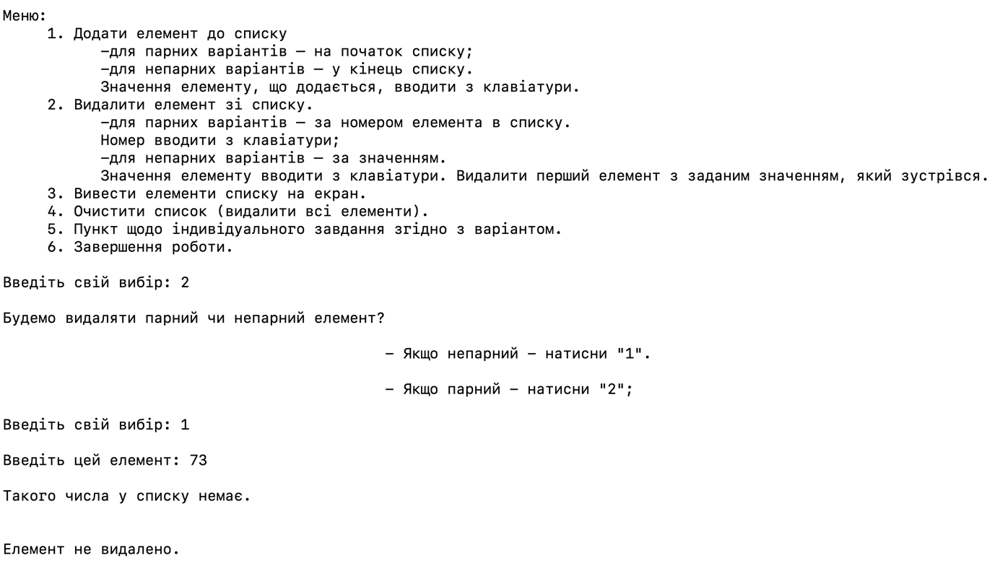 Меню:
1. Додати елемент до списку
–для парних варіантів — на початок списку;
–для непарних варіантів — у кінець списку.
Значення елементу, що додається, вводити з клавіатури.
2. Видалити елемент зі списку.
–для парних варіантів — за номером елемента в списку.
Номер вводити з клавіатури;
–для непарних варіантів — за значенням.
Значення елементу вводити з клавіатури. Видалити перший елемент з заданим значенням, який зустрівся.
3. Вивести елементи списку на екран.
4. Очистити список (видалити всі елементи).
5. Пункт щодо індивідуального завдання згідно з варіантом.
6. Завершення роботи.
Введіть свій вибір: 2
Будемо видаляти парний чи непарний елемент?
– Якщо непарний – натисни "1".
– Якщо парний – натисни "2";
Введіть свій вибір: 1
Введіть цей елемент: 73
Такого числа у списку немає.
Елемент не видалено.